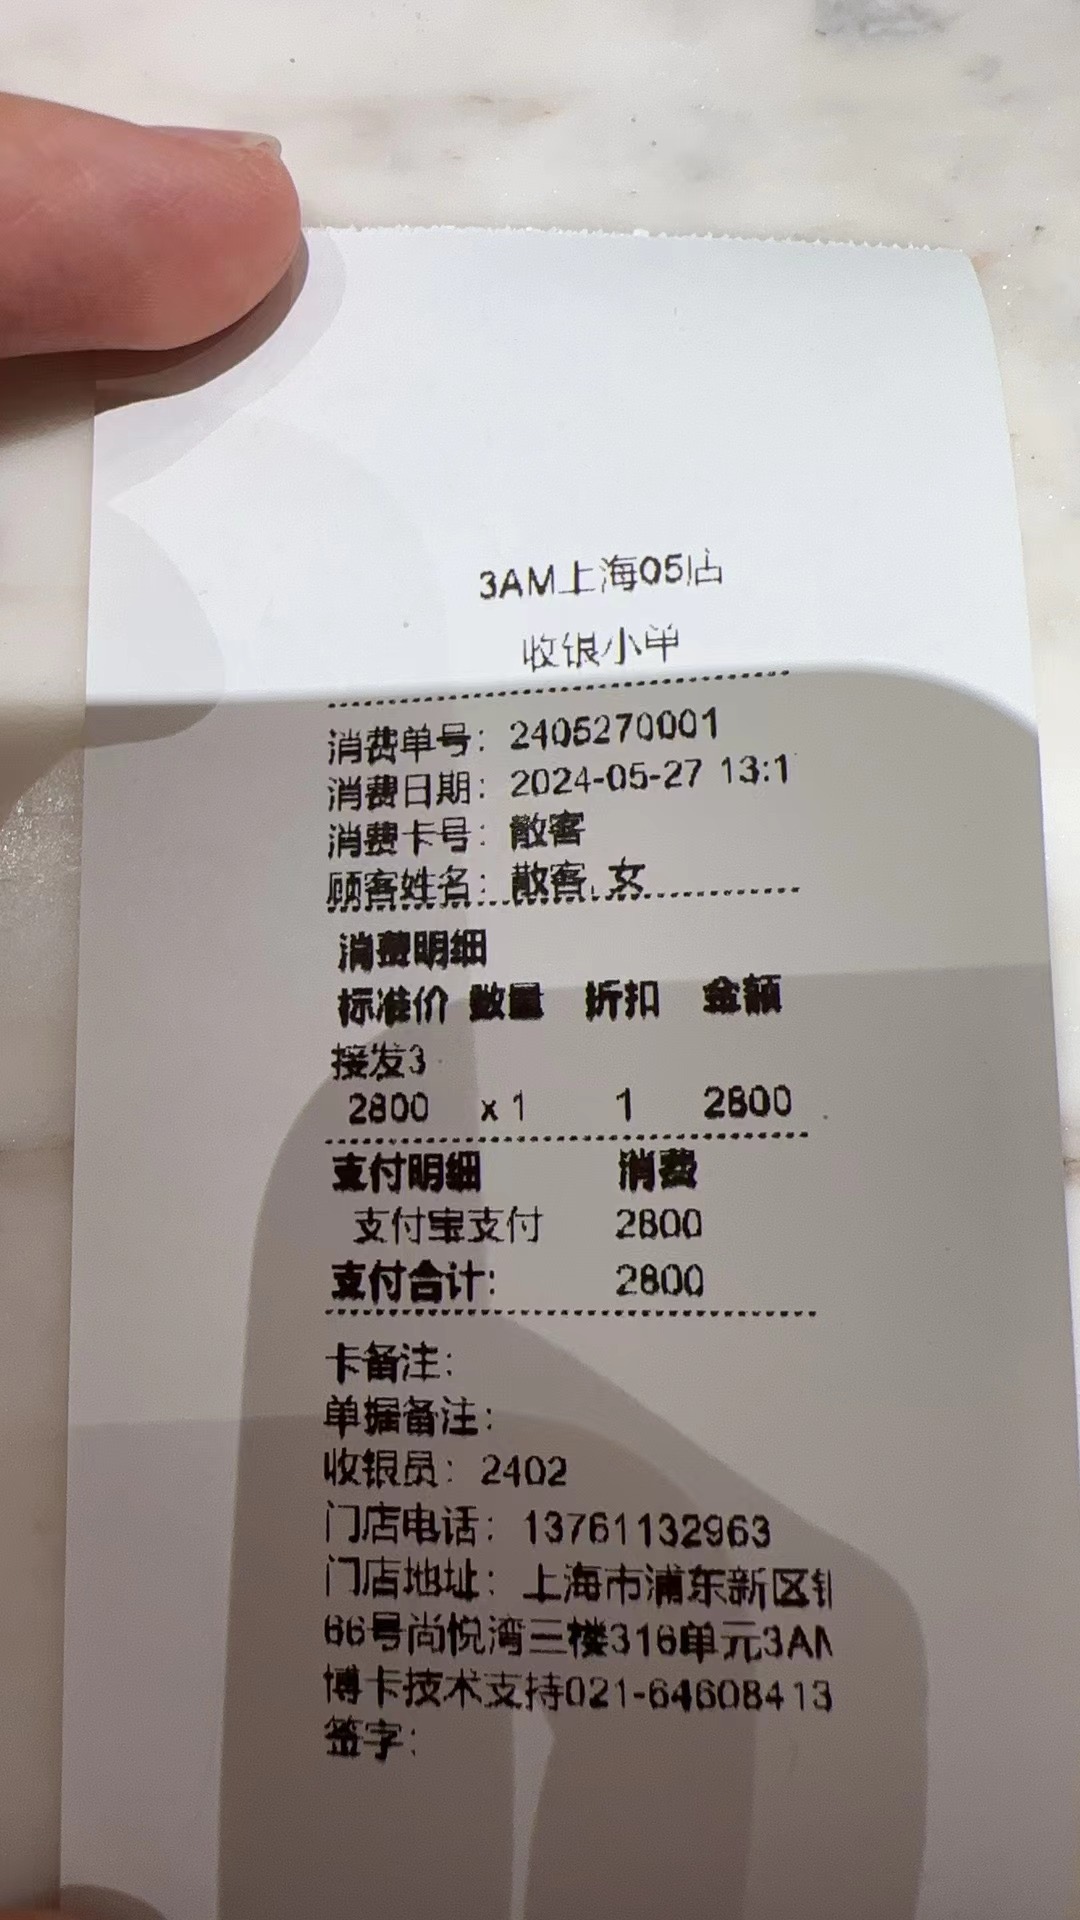 3AM上海05店
收银小单
消费单号：2405270001
消费日期：2024-05-27 13:1
消费卡号：散客
顾客姓名：散客 女
消费明细
标准价 数量 折扣 金额
接发3
2800 x 1 1 2800
支付明细 消费
支付宝支付 2800
支付合计: 2800
卡备注:
单据备注:
收银员：2402
门店电话：13761132963
门店地址：上海市浦东新区
66号尚悦湾三楼316单元3AM
博卡技术支持021-64608413
签字: